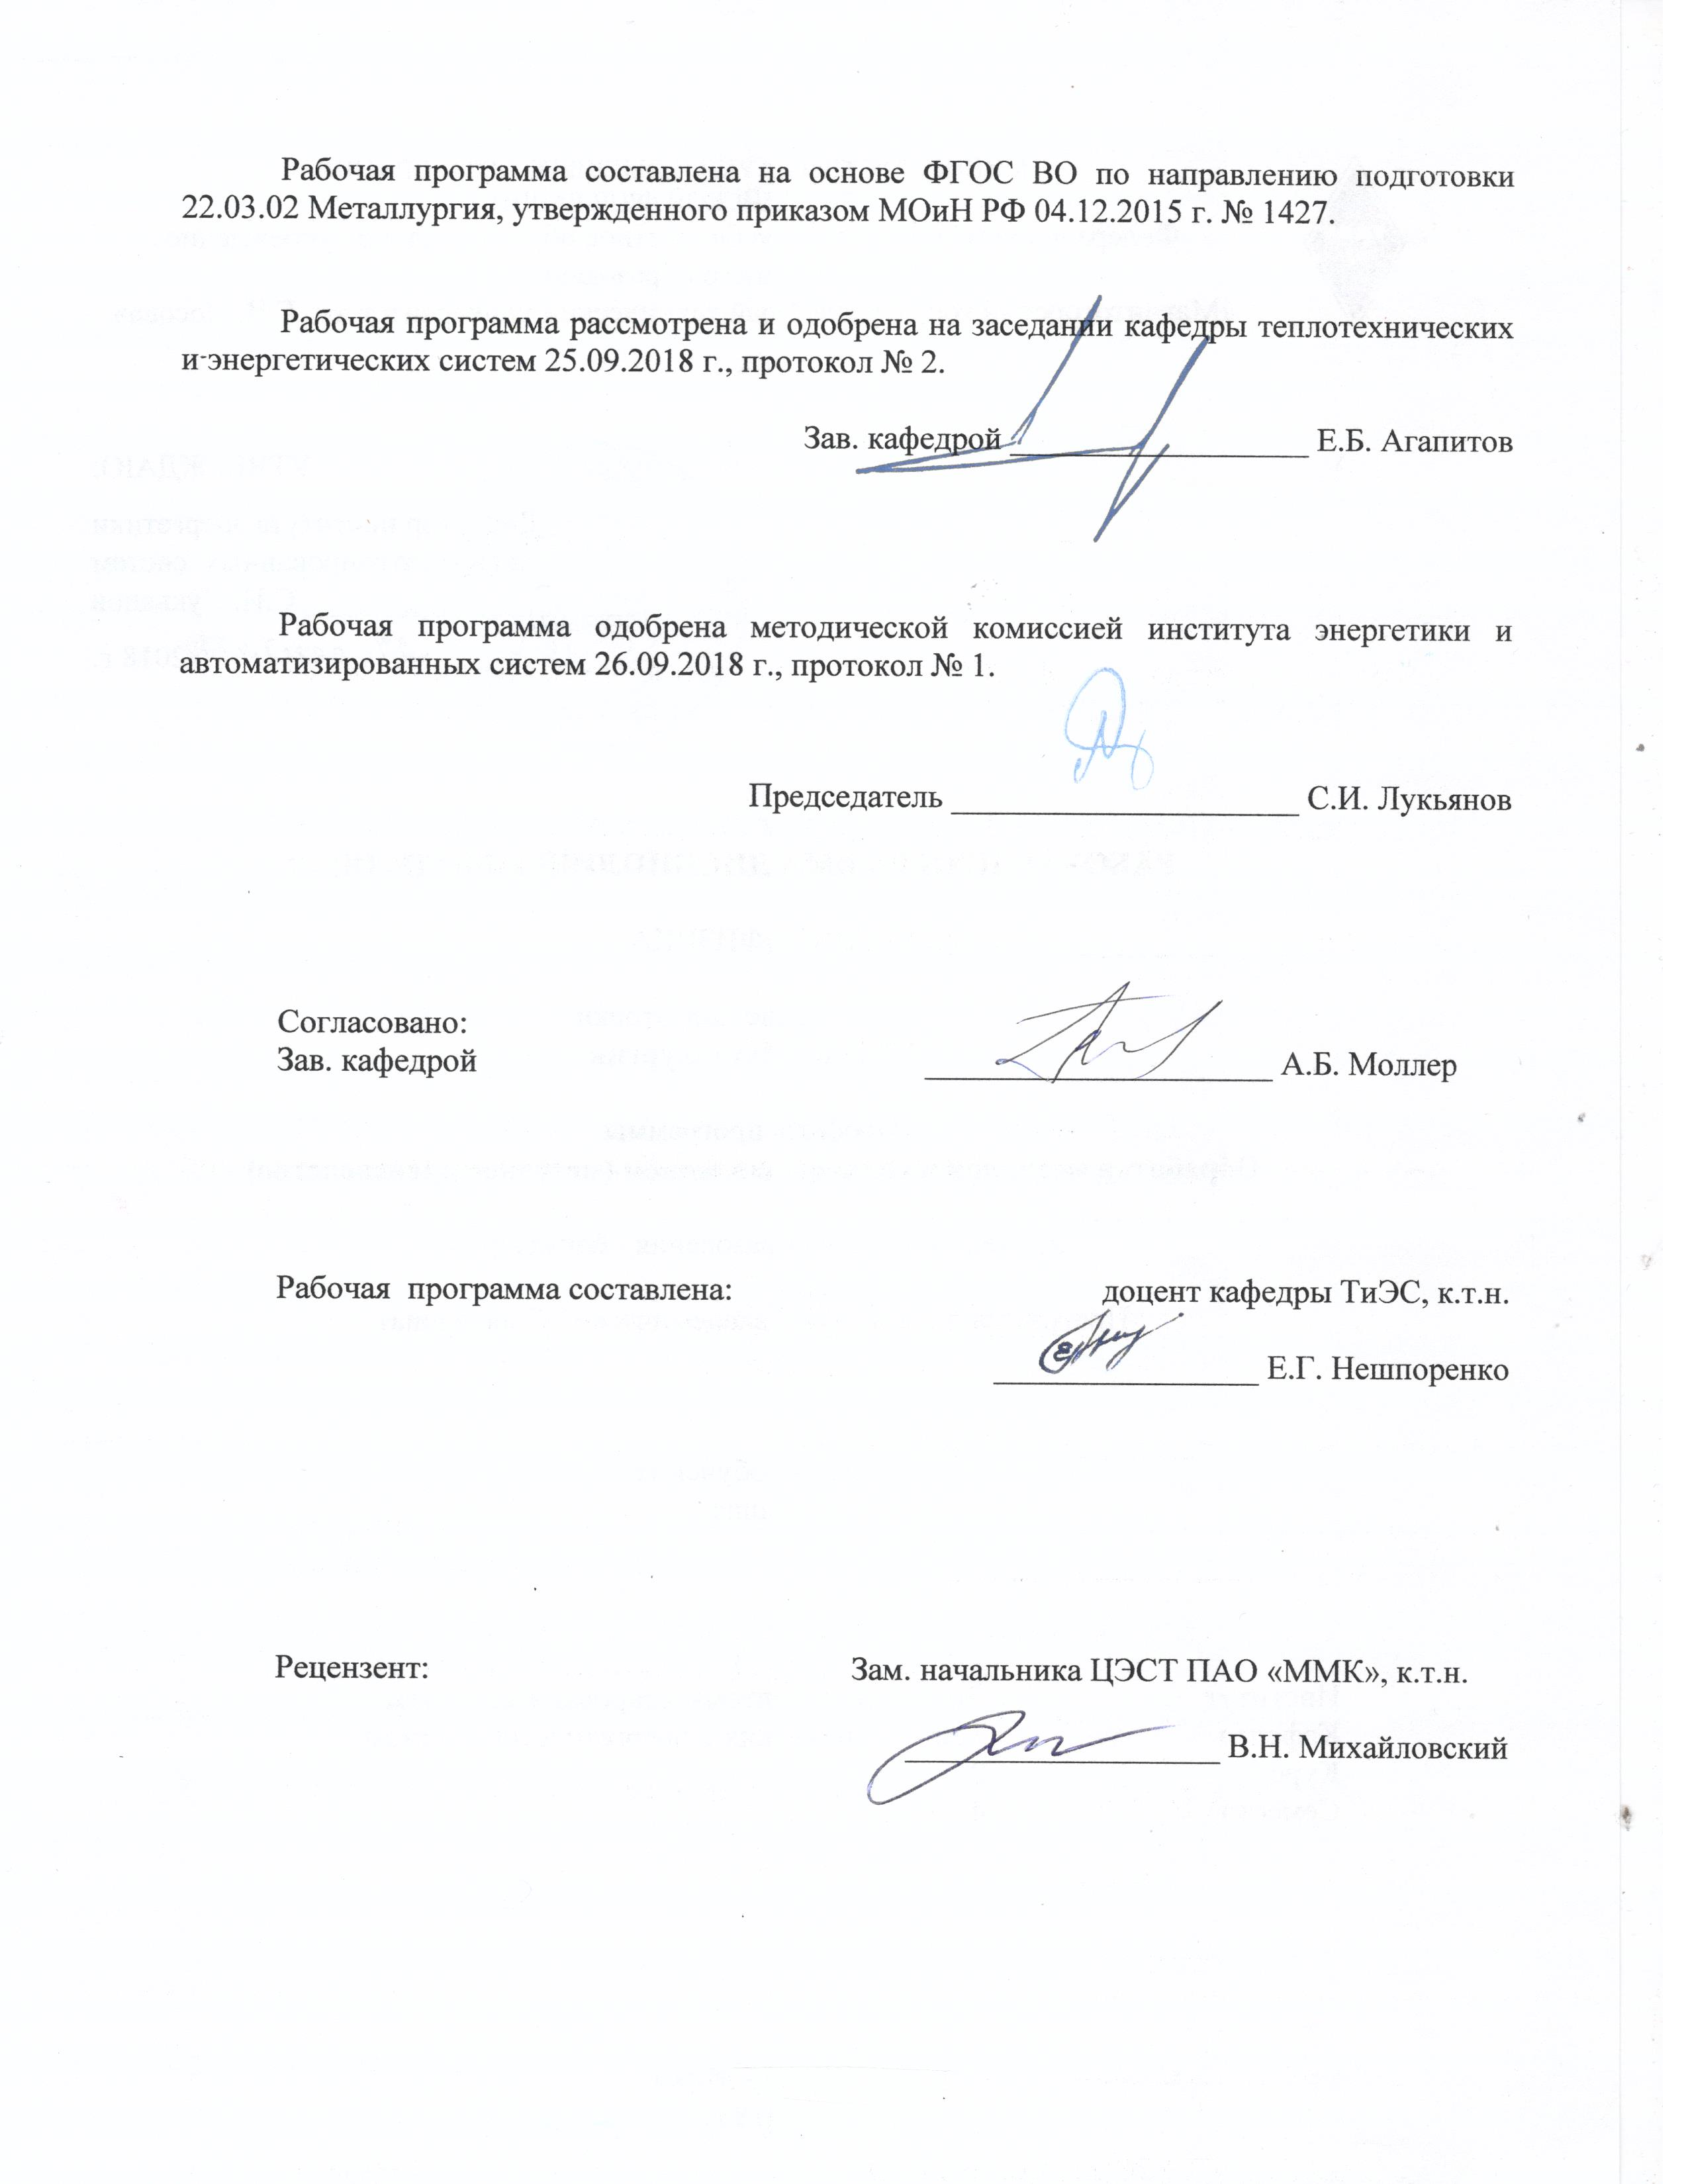 Рабочая программа составлена на основе ФГОС ВО по направлению подготовки
22.03.02 Металлургия, утвержденного приказом МОиН РФ 04.12.2015 г. № 1427.
Рабочая программа рассмотрена и одобрена на заседании кафедры теплотехнических
и энергетических систем 25.09.2018 г., протокол № 2.
Зав. кафедрой ____________________ Е.Б. Агапитов
Рабочая программа одобрена методической комиссией института энергетики и
автоматизированных систем 26.09.2018 г., протокол № 1.
Председатель ____________________ С.И. Лукьянов
Согласовано:
Зав. кафедрой ____________________ А.Б. Моллер
Рабочая программа составлена: доцент кафедры ТиЭС, к.т.н.
____________________ Е.Г. Нешпоренко
Рецензент: Зам. начальника ЦЭСТ ПАО «ММК», к.т.н.
____________________ В.Н. Михайловский